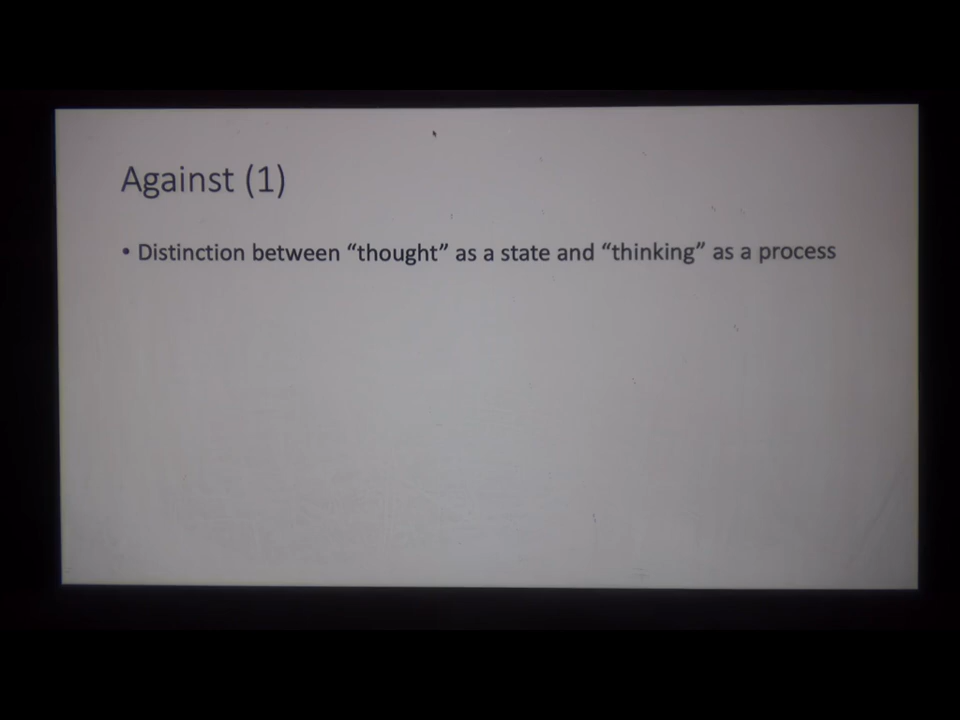 Against (1)
• Distinction between “thought” as a state and “thinking” as a process